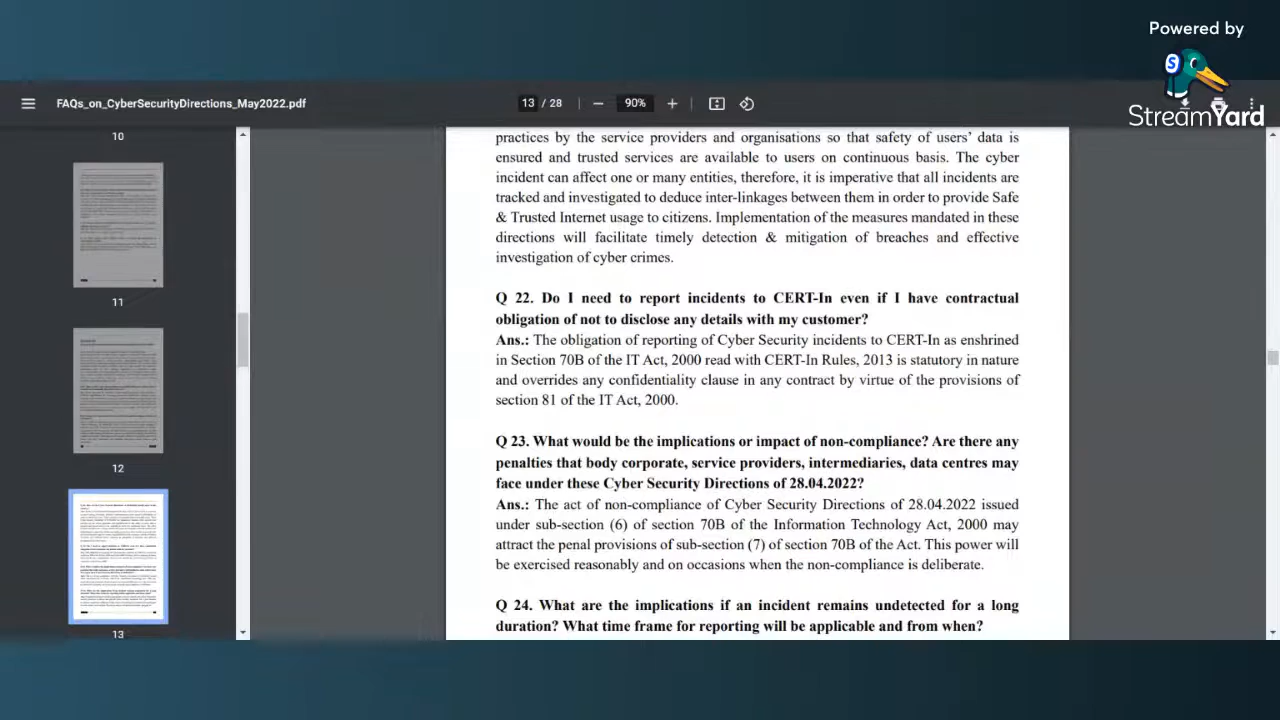 Powered by
StreamYard
FAQs_on_CyberSecurityDirections_May2022.pdf
13 / 28
90%
10
11
12
13
practices by the service providers and organisations so that safety of users' data is
ensured and trusted services are available to users on continuous basis. The cyber
incident can affect one or many entities, therefore, it is imperative that all incidents are
tracked and investigated to deduce inter-linkages between them in order to provide Safe
& Trusted Internet usage to citizens. Implementation of the measures mandated in these
directions will facilitate timely detection & mitigation of breaches and effective
investigation of cyber crimes.
Q 22. Do I need to report incidents to CERT-In even if I have contractual
obligation of not to disclose any details with my customer?
Ans.: The obligation of reporting of Cyber Security incidents to CERT-In as enshrined
in Section 70B of the IT Act, 2000 read with CERT-In Rules, 2013 is statutory in nature
and overrides any confidentiality clause in any contract by virtue of the provisions of
section 81 of the IT Act, 2000.
Q 23. What would be the implications or impact of non-compliance? Are there any
penalties that body corporate, service providers, intermediaries, data centres may
face under these Cyber Security Directions of 28.04.2022?
Ans.: The act of non-compliance of Cyber Security Directions of 28.04.2022 issued
under sub-section (6) of section 70B of the Information Technology Act, 2000 may
provisions of sub-section (7) of section 70B of the Act. This power will
be exercised reasonably and on occasions when the non-compliance is deliberate.
Q 24. What are the implications if an incident remains undetected for a long
duration? What time frame for reporting will be applicable and from when?